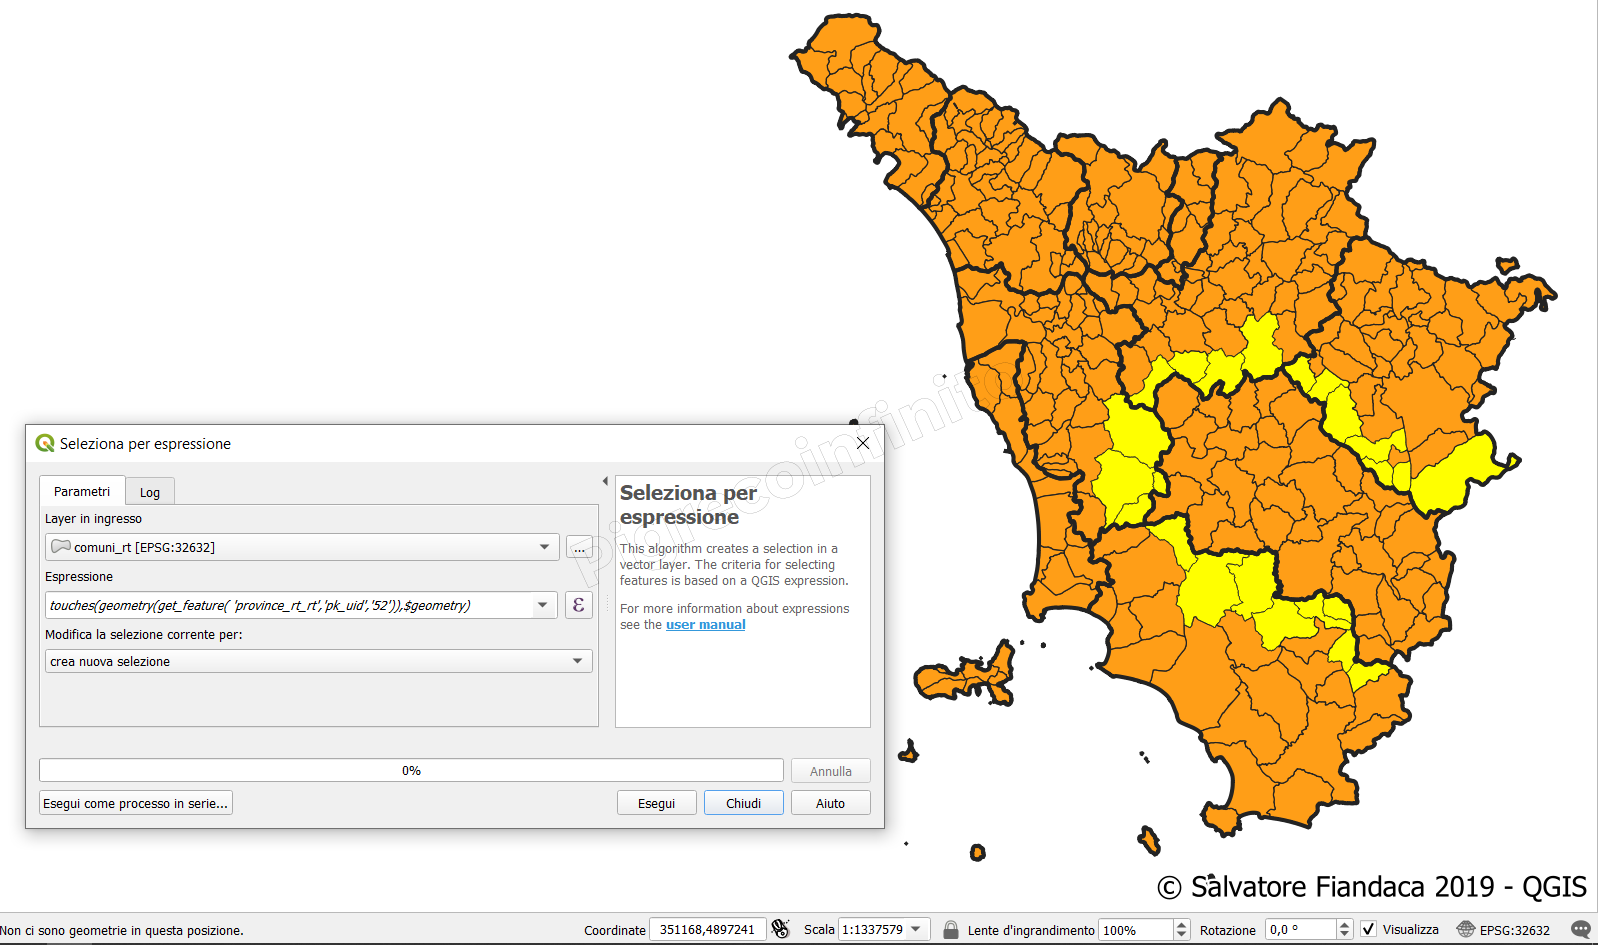 Seleziona per espressione
Parametri
Log
Layer in ingresso
comuni_rt [EPSG:32632]
...
Espressione
touches(geometry(get_feature( 'province_rt_rt','pk_uid','52')),$geometry)
ε
Modifica la selezione corrente per:
crea nuova selezione
Seleziona per
espressione
This algorithm creates a selection in a
vector layer. The criteria for selecting
features is based on a QGIS expression.
For more information about expressions
see the user manual
0%
Annulla
Esegui come processo in serie...
Esegui
Chiudi
Aiuto
Pigrecoinfinito
© Salvatore Fiandaca 2019 - QGIS
Non ci sono geometrie in questa posizione.
Coordinate
351168,4897241
Scala
1:1337579
Lente d'ingrandimento
100%
Rotazione
0,0 °
Visualizza
EPSG:32632